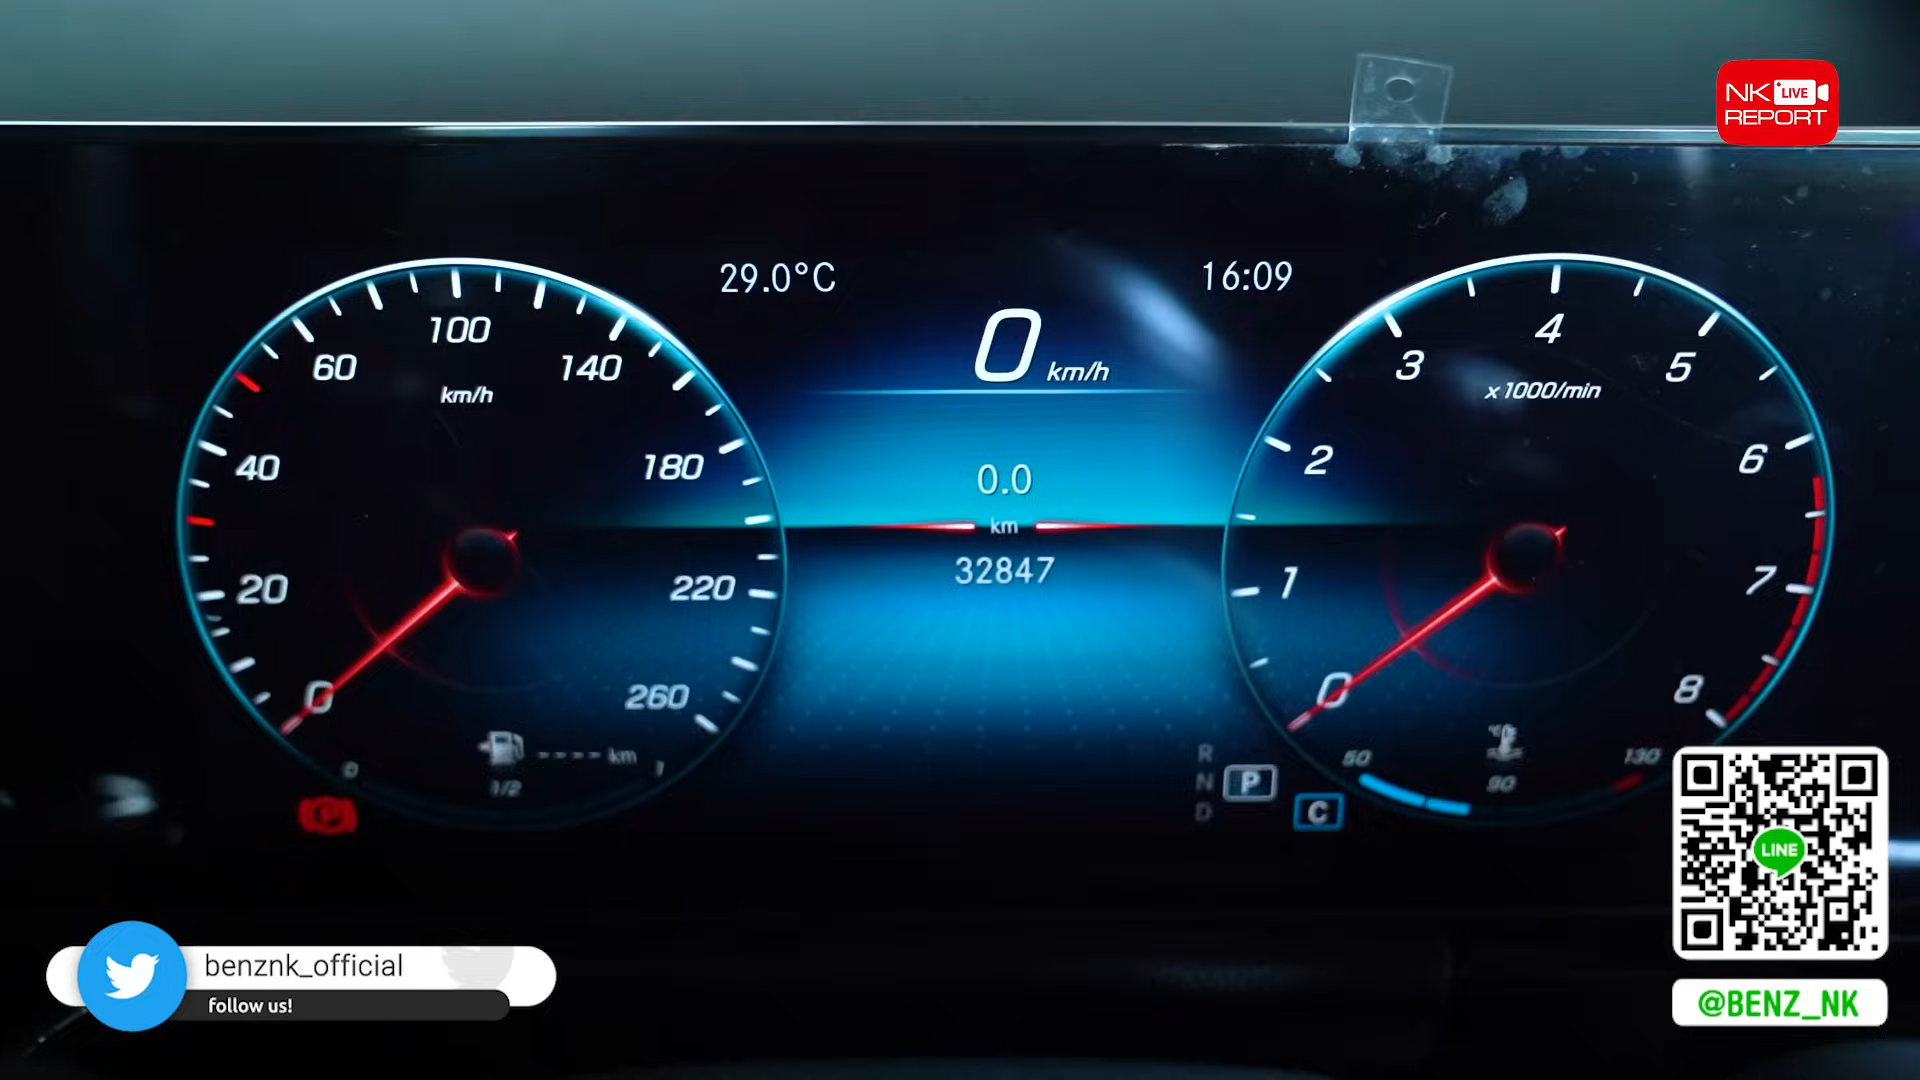 NK LIVE
REPORT
29.0°C
16:09
0 km/h
0.0
km
32847
0
20
40
60
100
140
180
220
260
km/h
0
1/2
1
---- km
P
R
N
D
P
C
0
1
2
3
4
5
6
7
8
x 1000/min
50
90
130
LINE
@BENZ_NK
benznk_official
follow us!